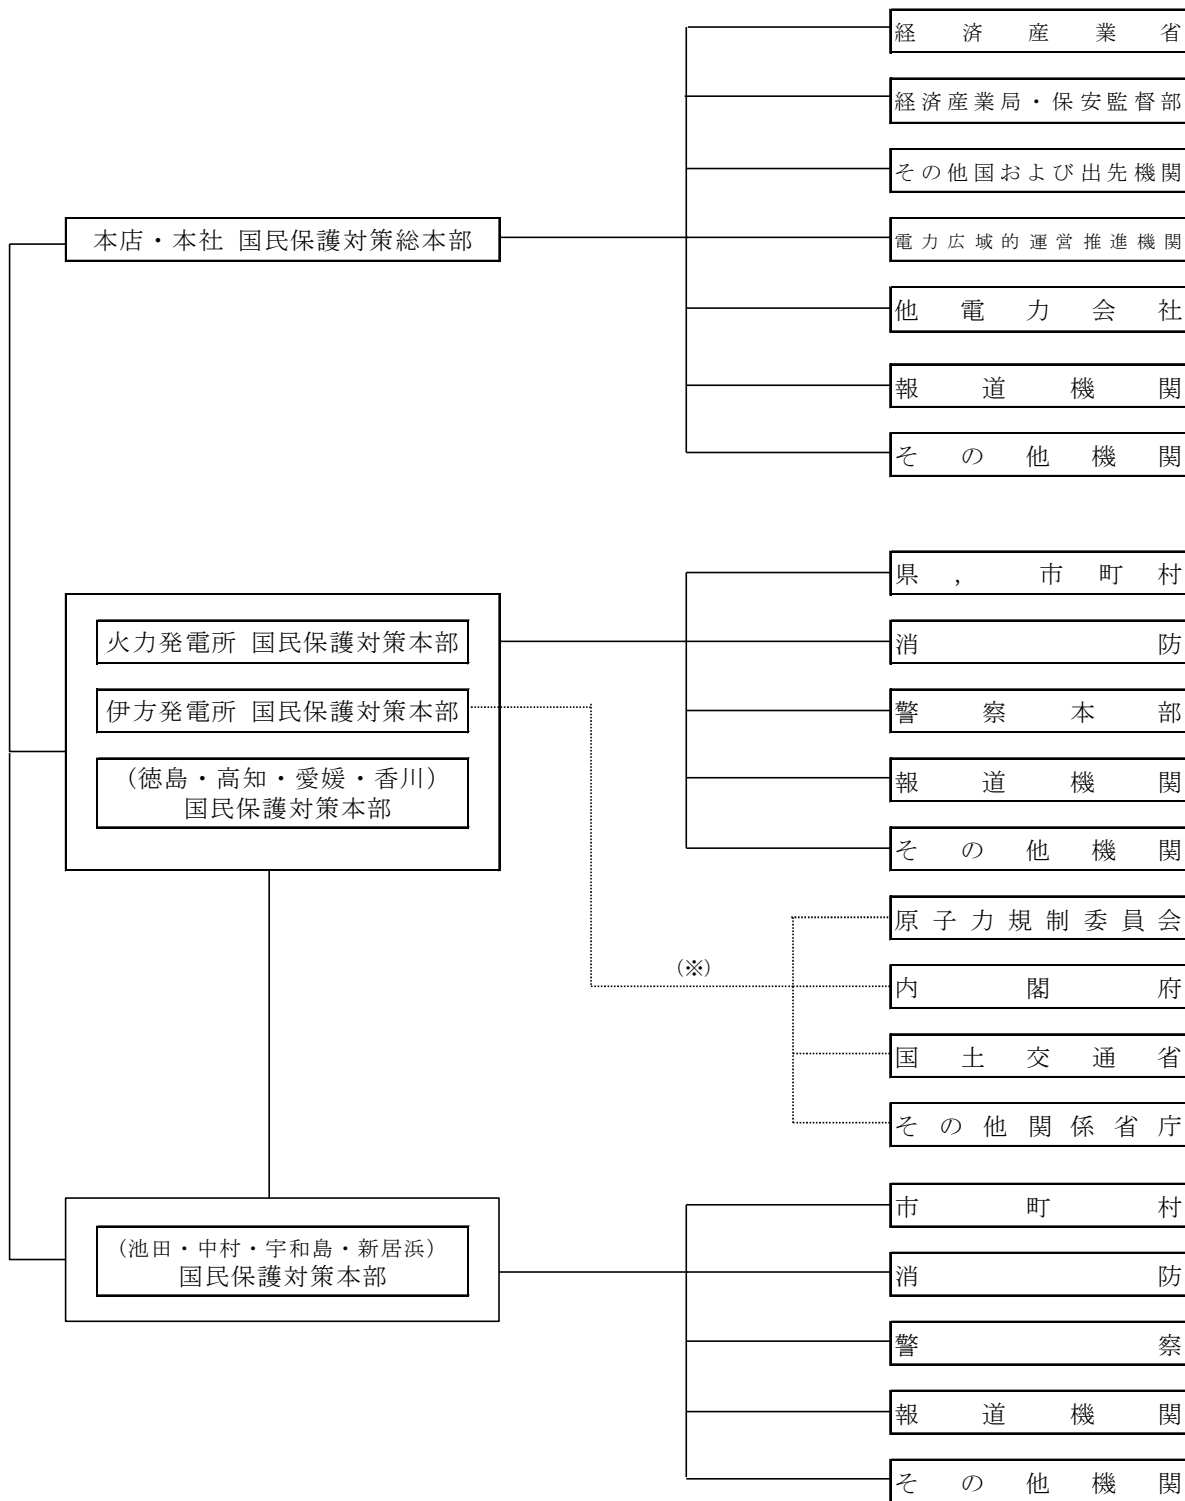 経済産業省
経済産業局・保安監督部
その他国および出先機関
本店・本社 国民保護対策総本部
電力広域的運営推進機関
他電力会社
報道機関
その他機関
県，市町村
火力発電所 国民保護対策本部
消防
伊方発電所 国民保護対策本部
警察本部
（徳島・高知・愛媛・香川）
国民保護対策本部
報道機関
その他機関
原子力規制委員会
（※）
内閣府
国土交通省
その他関係省庁
市町村
（池田・中村・宇和島・新居浜）
国民保護対策本部
消防
警察
報道機関
その他機関